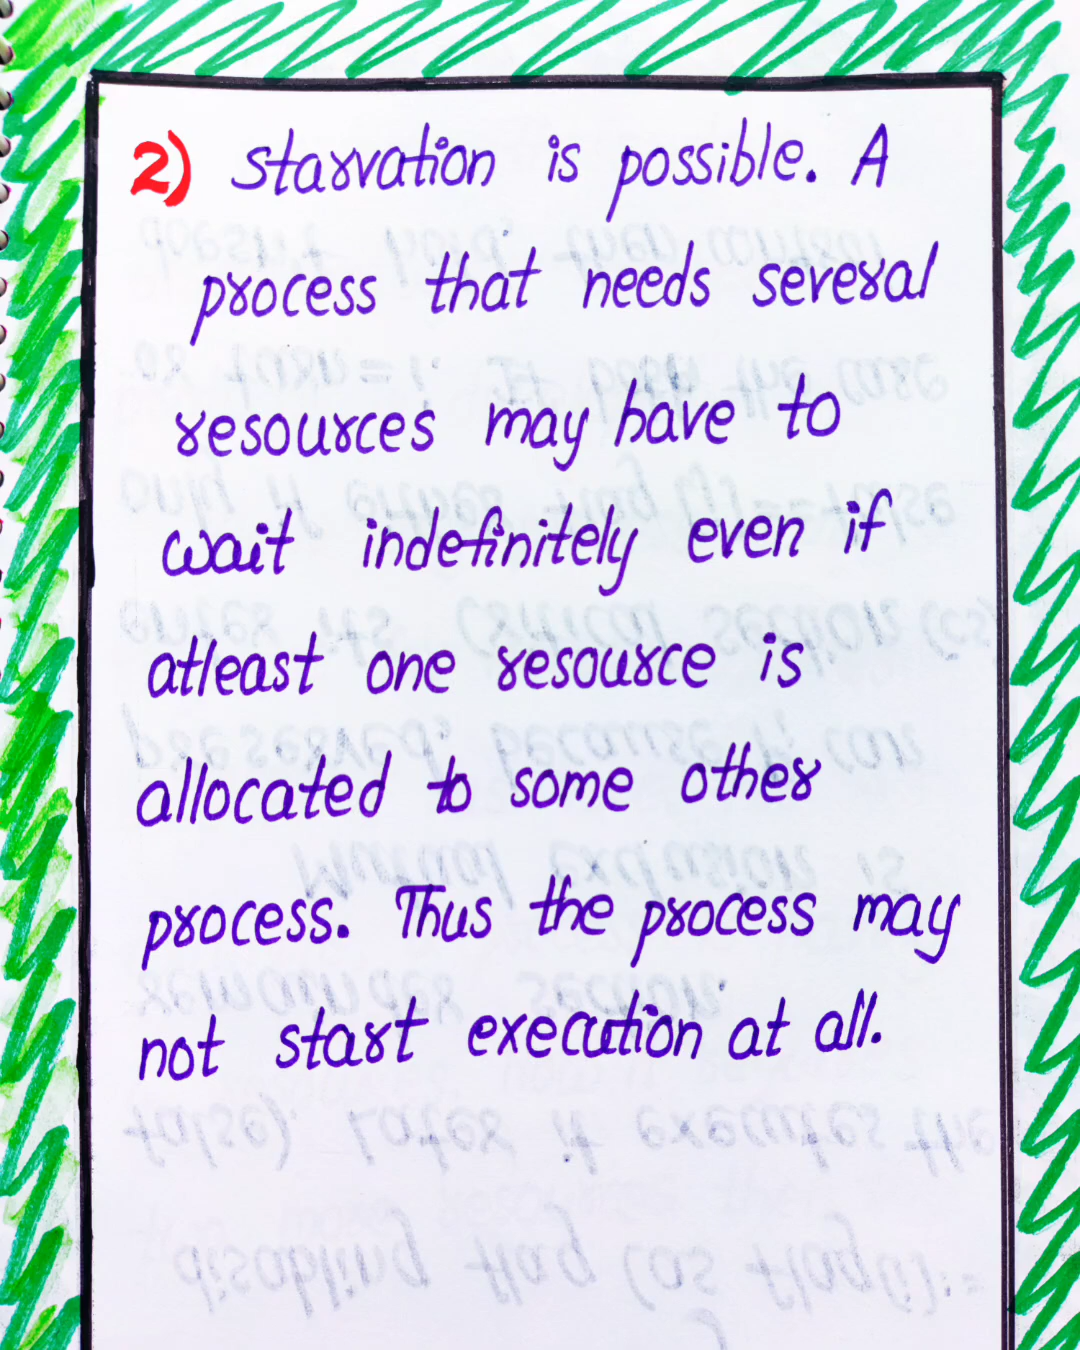 2) starvation is possible. A
process that needs several
resources may have to
wait indefinitely even if
atleast one resource is
allocated to some other
process. Thus the process may
not start execution at all.